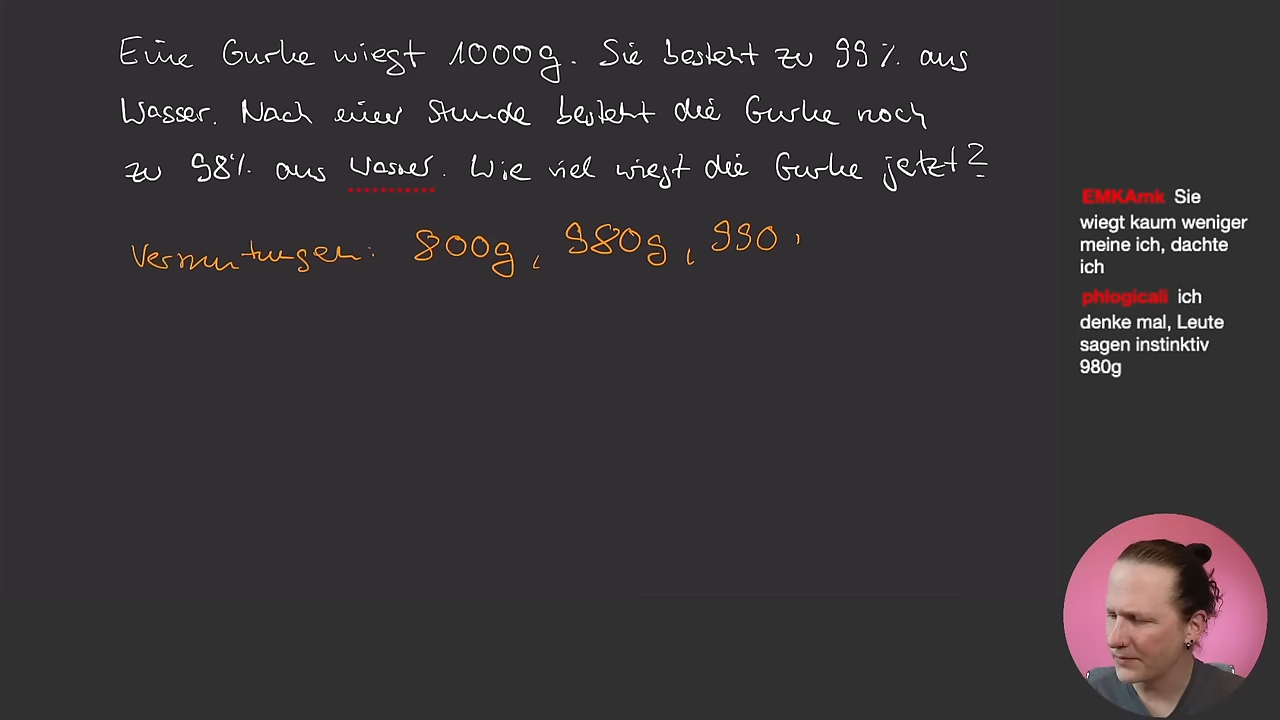 Eine Gurke wiegt 1000g. Sie besteht zu 99% aus
Wasser. Nach einer Stunde besteht die Gurke noch
zu 98% aus Wasser. Wie viel wiegt die Gurke jetzt?
Vermutungen: 800g, 980g, 990
EMKAmk Sie
wiegt kaum weniger
meine ich, dachte
ich
phlogicali ich
denke mal, Leute
sagen instinktiv
980g